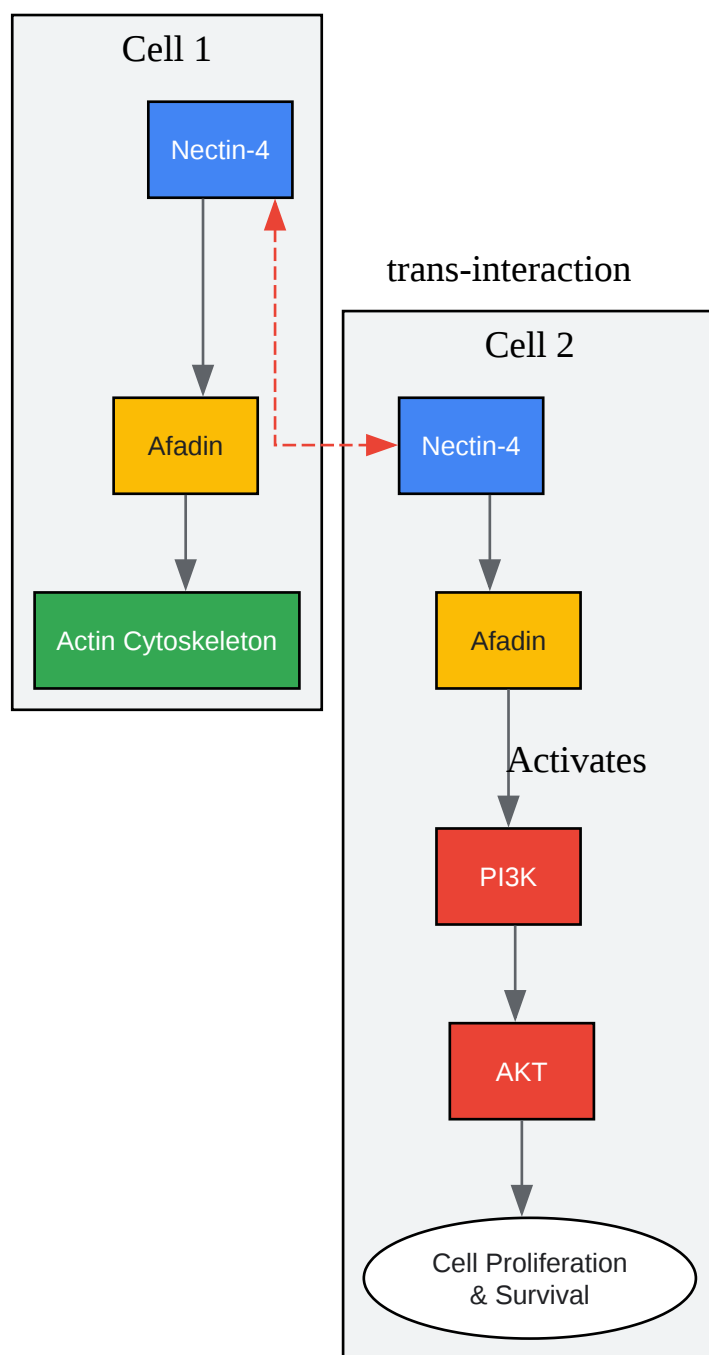 Cell 1
Nectin-4
Afadin
Actin Cytoskeleton
trans-interaction
Cell 2
Nectin-4
Afadin
Activates
PI3K
AKT
Cell Proliferation
& Survival